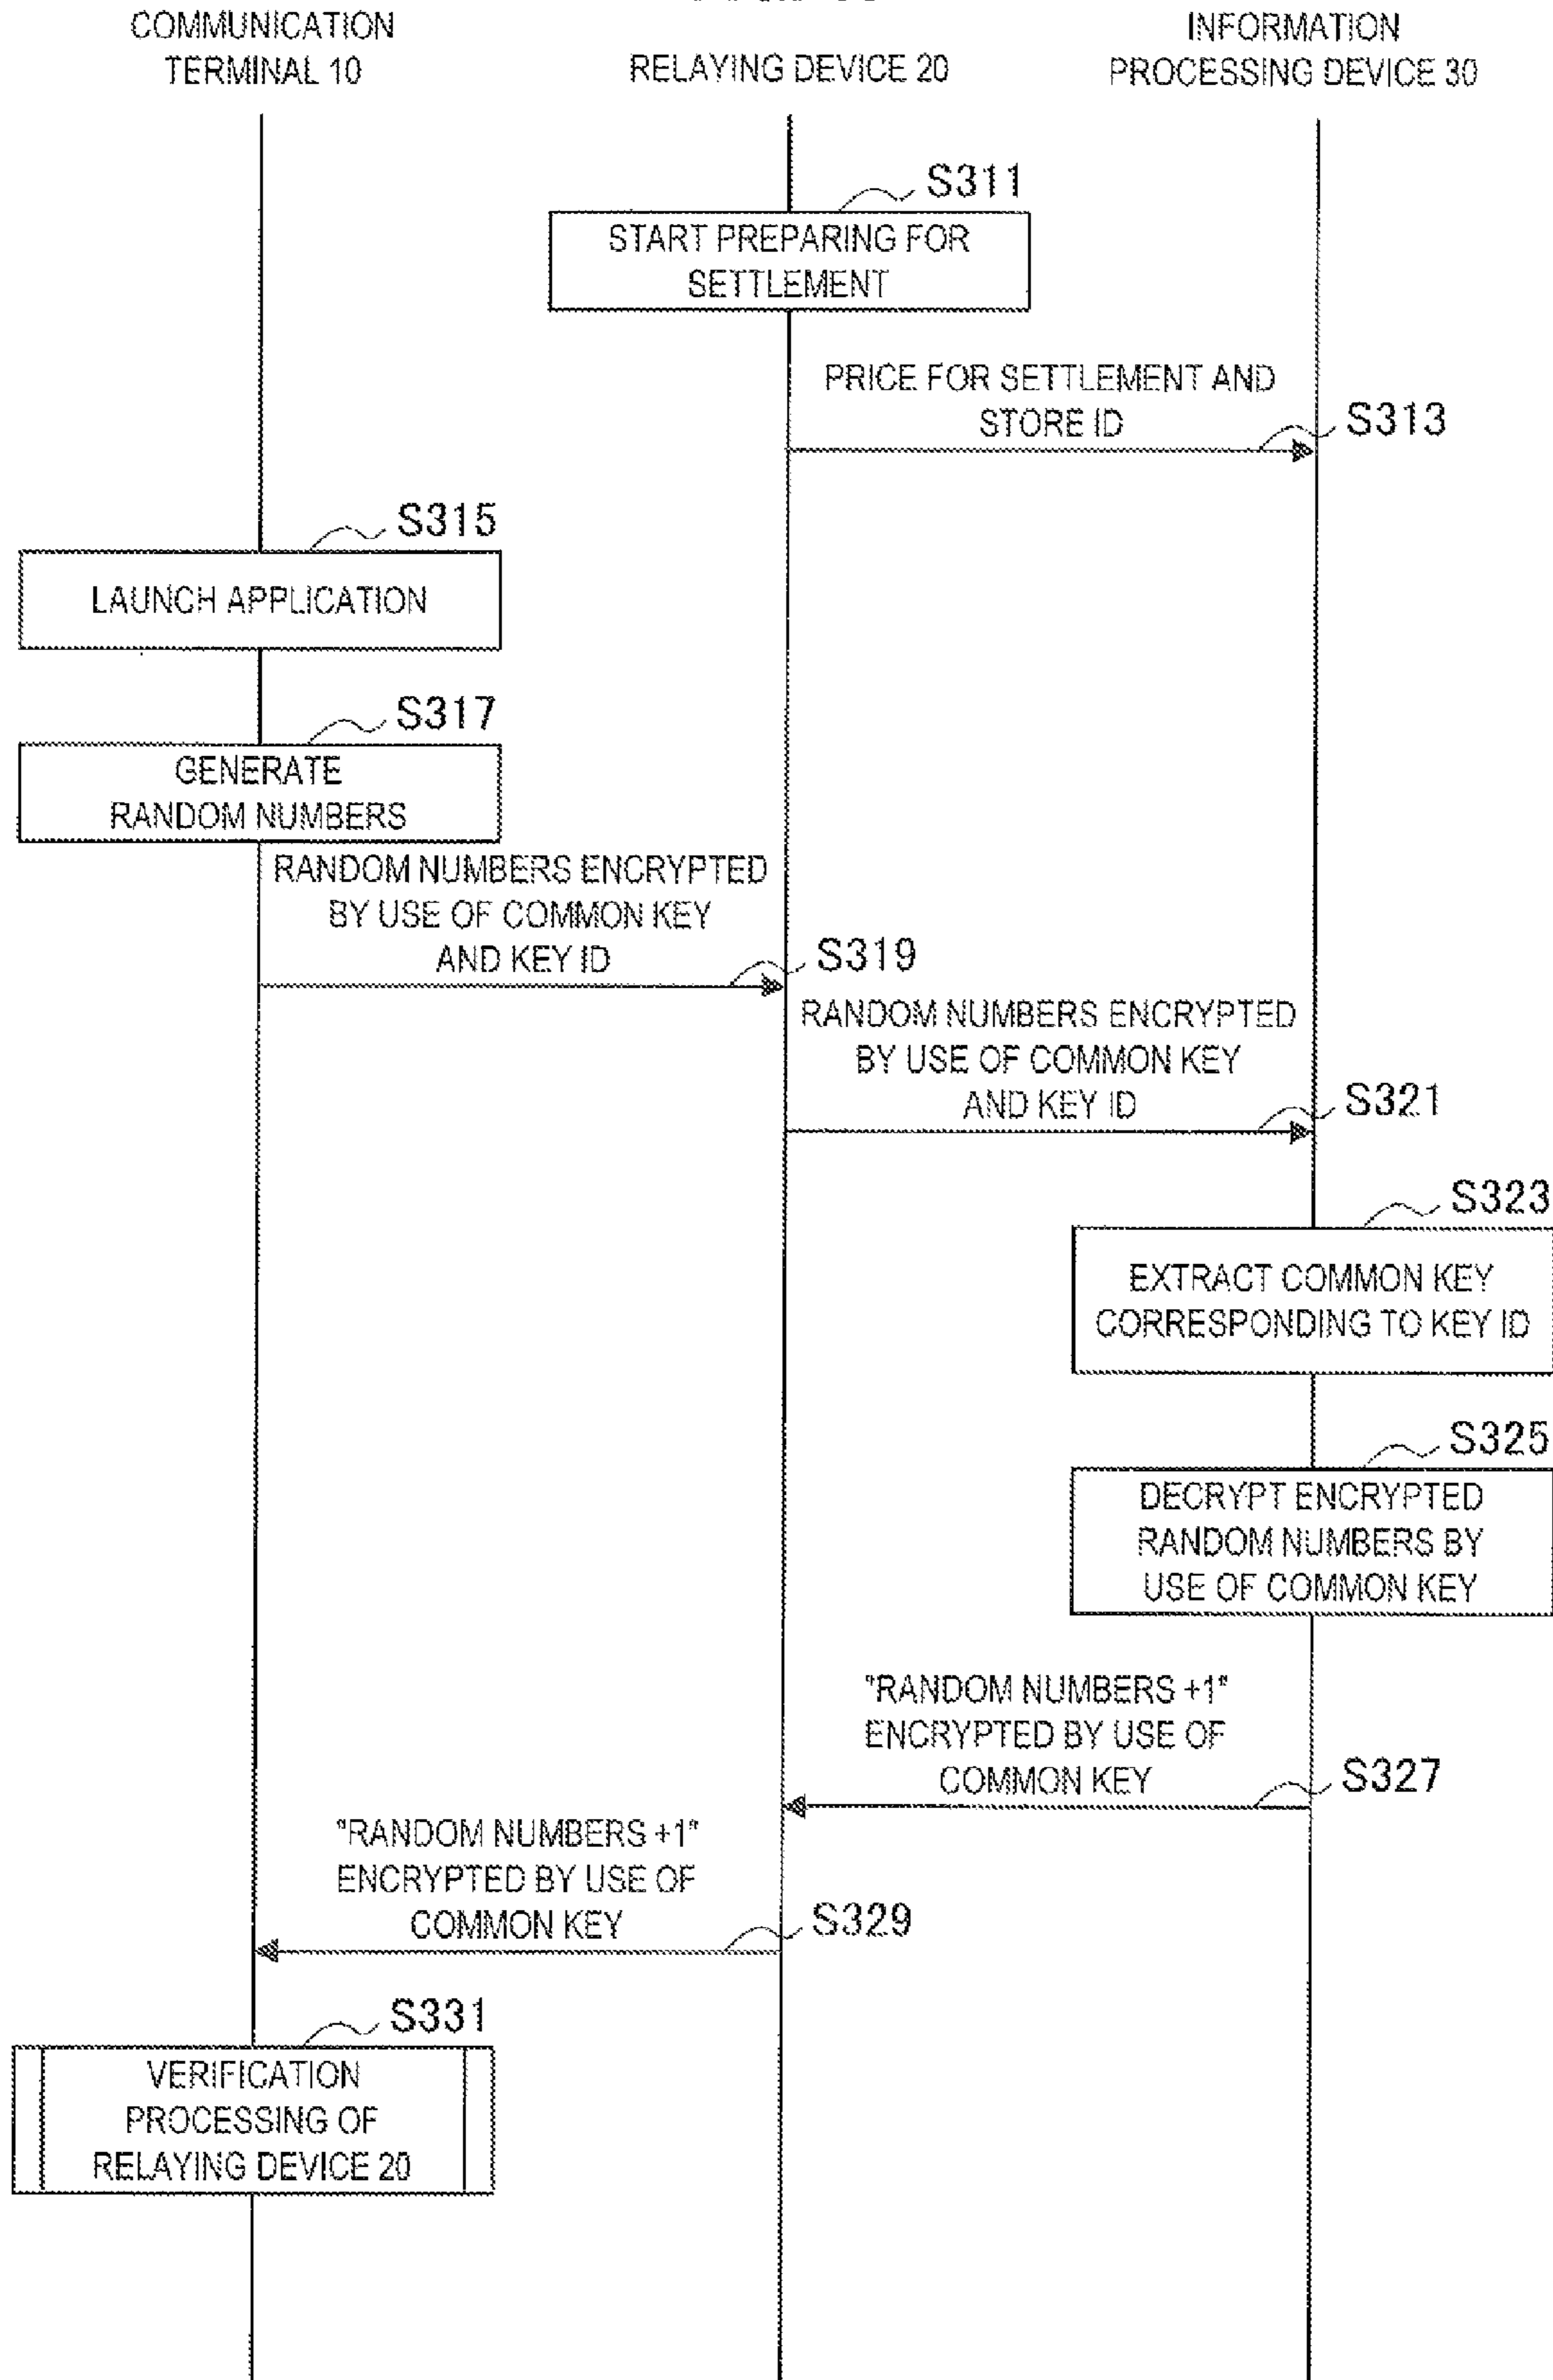 COMMUNICATION
TERMINAL 10
RELAYING DEVICE 20
INFORMATION
PROCESSING DEVICE 30
S311
START PREPARING FOR
SETTLEMENT
PRICE FOR SETTLEMENT AND
STORE ID
S313
S315
LAUNCH APPLICATION
S317
GENERATE
RANDOM NUMBERS
RANDOM NUMBERS ENCRYPTED
BY USE OF COMMON KEY
AND KEY ID
S319
RANDOM NUMBERS ENCRYPTED
BY USE OF COMMON KEY
AND KEY ID
S321
S323
EXTRACT COMMON KEY
CORRESPONDING TO KEY ID
S325
DECRYPT ENCRYPTED
RANDOM NUMBERS BY
USE OF COMMON KEY
"RANDOM NUMBERS +1"
ENCRYPTED BY USE OF
COMMON KEY
S327
"RANDOM NUMBERS +1"
ENCRYPTED BY USE OF
COMMON KEY
S329
S331
VERIFICATION
PROCESSING OF
RELAYING DEVICE 20